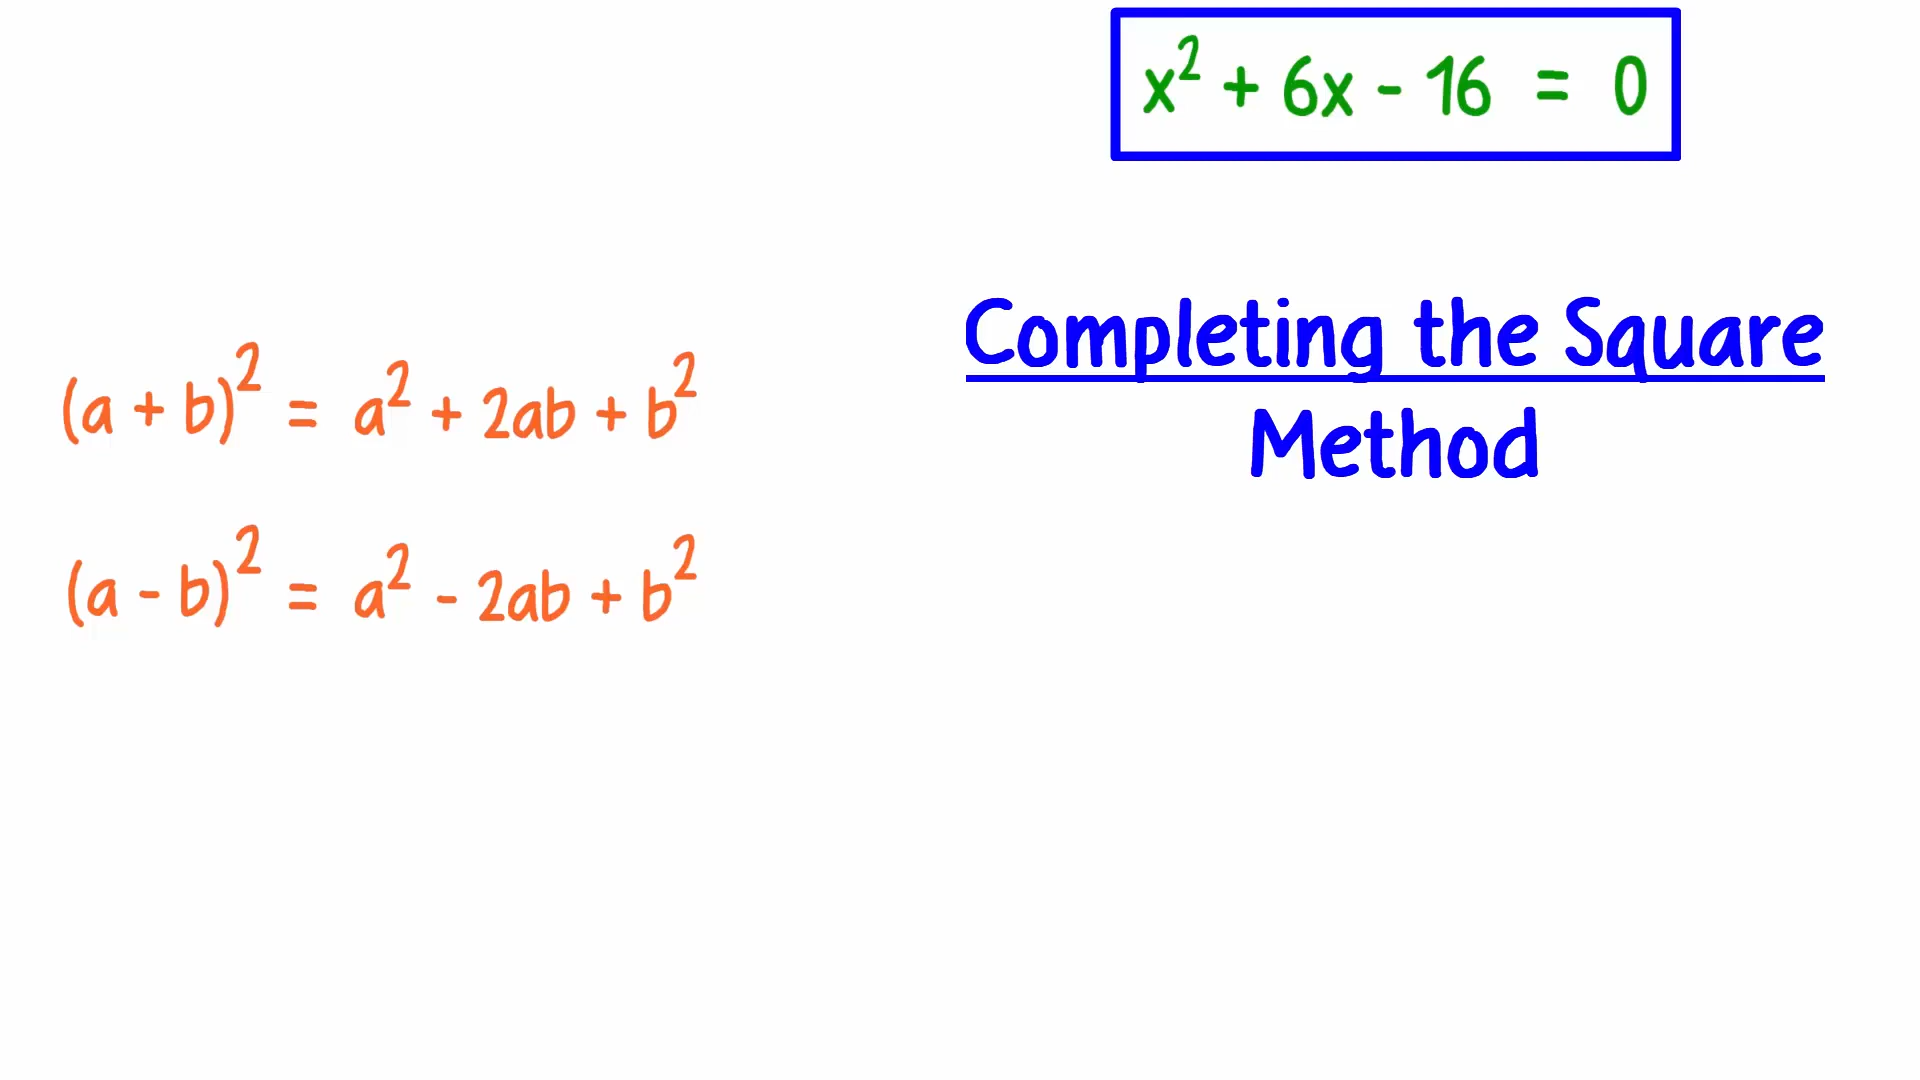 x² + 6x - 16 = 0
Completing the Square
Method
(a + b)² = a² + 2ab + b²
(a - b)² = a² - 2ab + b²